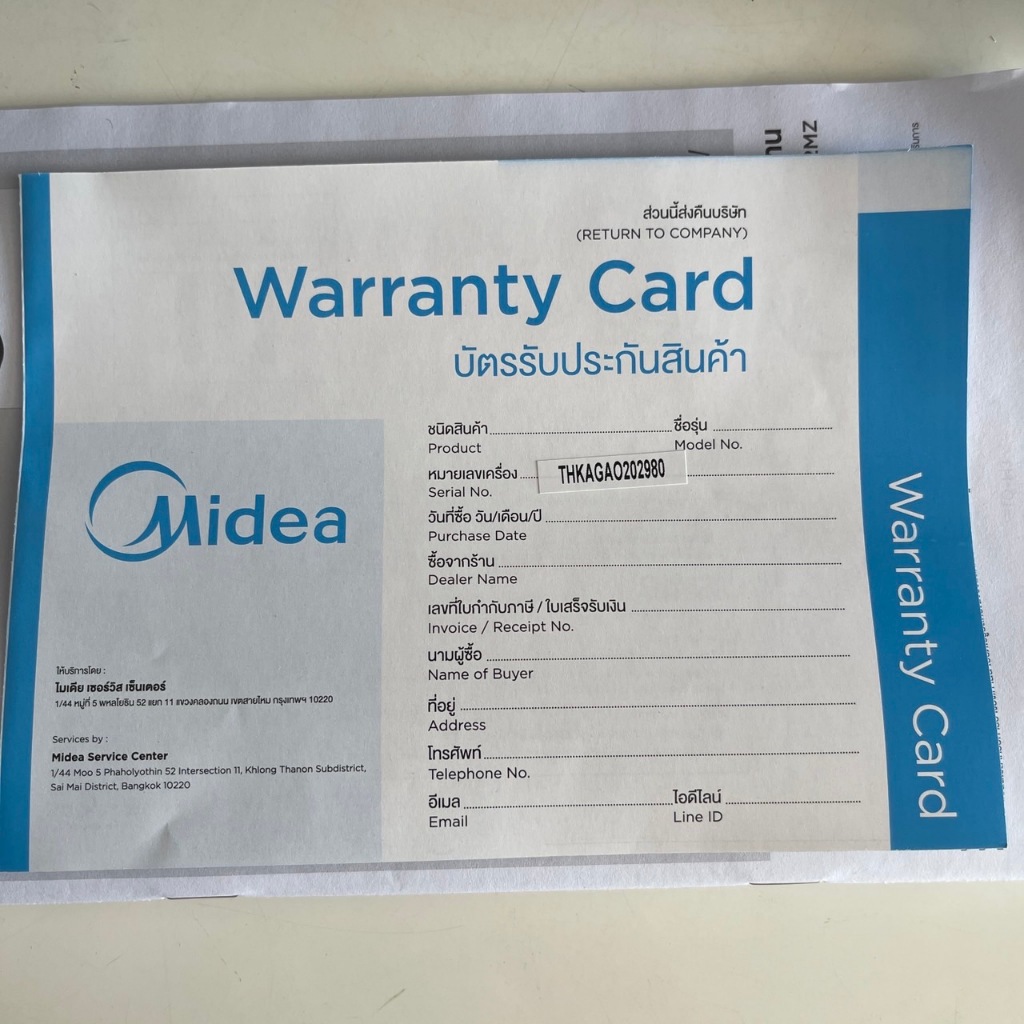 ส่วนนี้ส่งคืนบริษัท
(RETURN TO COMPANY)
Warranty Card
บัตรรับประกันสินค้า
Midea
ให้บริการโดย :
ไมเดีย เซอร์วิส เซ็นเตอร์
1/44 หมู่ที่ 5 พหลโยธิน 52 แยก 11 แขวงคลองถนน เขตสายไหม กรุงเทพฯ 10220
Services by :
Midea Service Center
1/44 Moo 5 Phaholyothin 52 Intersection 11, Khlong Thanon Subdistrict,
Sai Mai District, Bangkok 10220
ชนิดสินค้า ชื่อรุ่น
Product Model No.
หมายเลขเครื่อง THKAGAO202980
Serial No.
วันที่ซื้อ วัน/เดือน/ปี
Purchase Date
ซื้อจากร้าน
Dealer Name
เลขที่ใบกำกับภาษี / ใบเสร็จรับเงิน
Invoice / Receipt No.
นามผู้ซื้อ
Name of Buyer
ที่อยู่
Address
โทรศัพท์
Telephone No.
อีเมล ไอดีไลน์
Email Line ID
Warranty Card